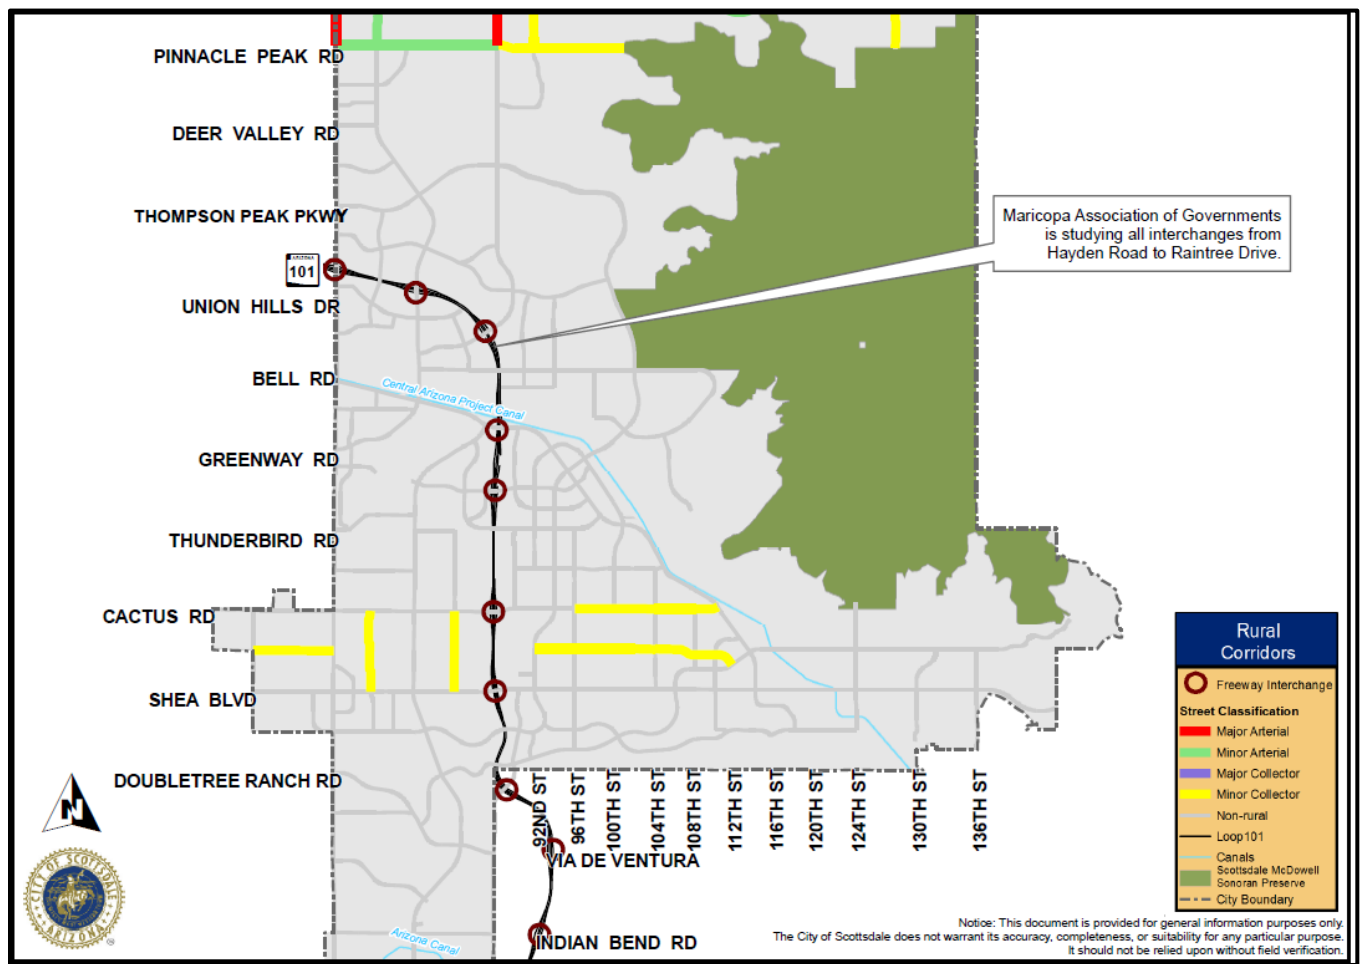 PINNACLE PEAK RD
DEER VALLEY RD
THOMPSON PEAK PKWY
Maricopa Association of Governments
is studying all interchanges from
Hayden Road to Raintree Drive.
ARIZONA
101
UNION HILLS DR
BELL RD
Central Arizona Project Canal
GREENWAY RD
THUNDERBIRD RD
CACTUS RD
SHEA BLVD
DOUBLETREE RANCH RD
92ND ST
96TH ST
100TH ST
104TH ST
108TH ST
112TH ST
116TH ST
120TH ST
124TH ST
130TH ST
136TH ST
VIA DE VENTURA
INDIAN BEND RD
Arizona Canal
N
CITY OF SCOTTSDALE
ARIZONA
Rural
Corridors
Freeway Interchange
Street Classification
Major Arterial
Minor Arterial
Major Collector
Minor Collector
Non-rural
Loop101
Canals
Scottsdale McDowell
Sonoran Preserve
City Boundary
Notice: This document is provided for general information purposes only.
The City of Scottsdale does not warrant its accuracy, completeness, or suitability for any particular purpose.
It should not be relied upon without field verification.